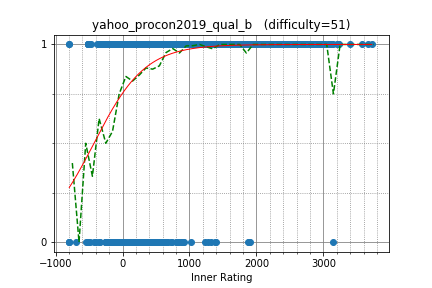 yahoo_procon2019_qual_b (difficulty=51)
1
0
−1000 0 1000 2000 3000
Inner Rating